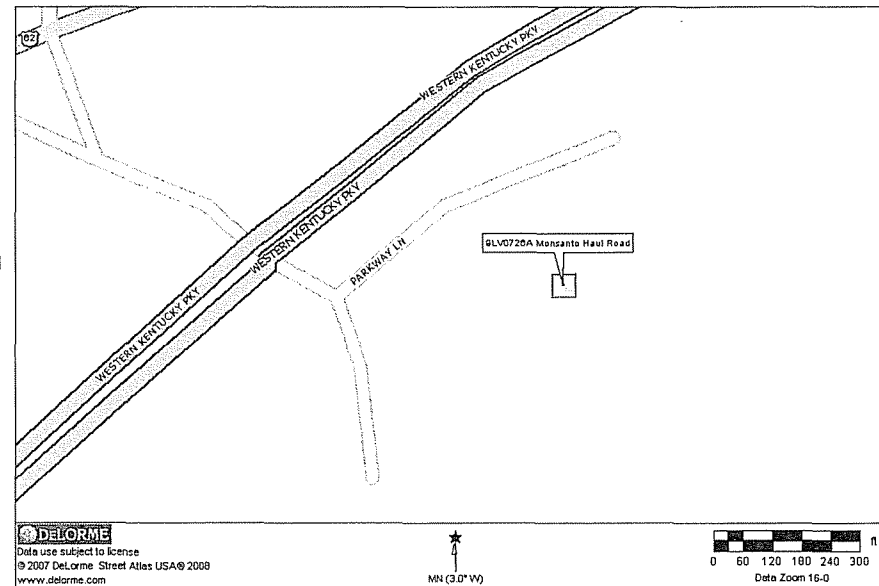 62
WESTERN KENTUCKY PKY
WESTERN KENTUCKY PKY
PARKWAY LN
WESTERN KENTUCKY PKY
9LV0726A Monsanto Haul Road
DELORME
Data use subject to license
© 2007 DeLorme Street Atlas USA® 2008
www.delorme.com
MN (3.0° W)
ft
0 60 120 180 240 300
Data Zoom 16-0